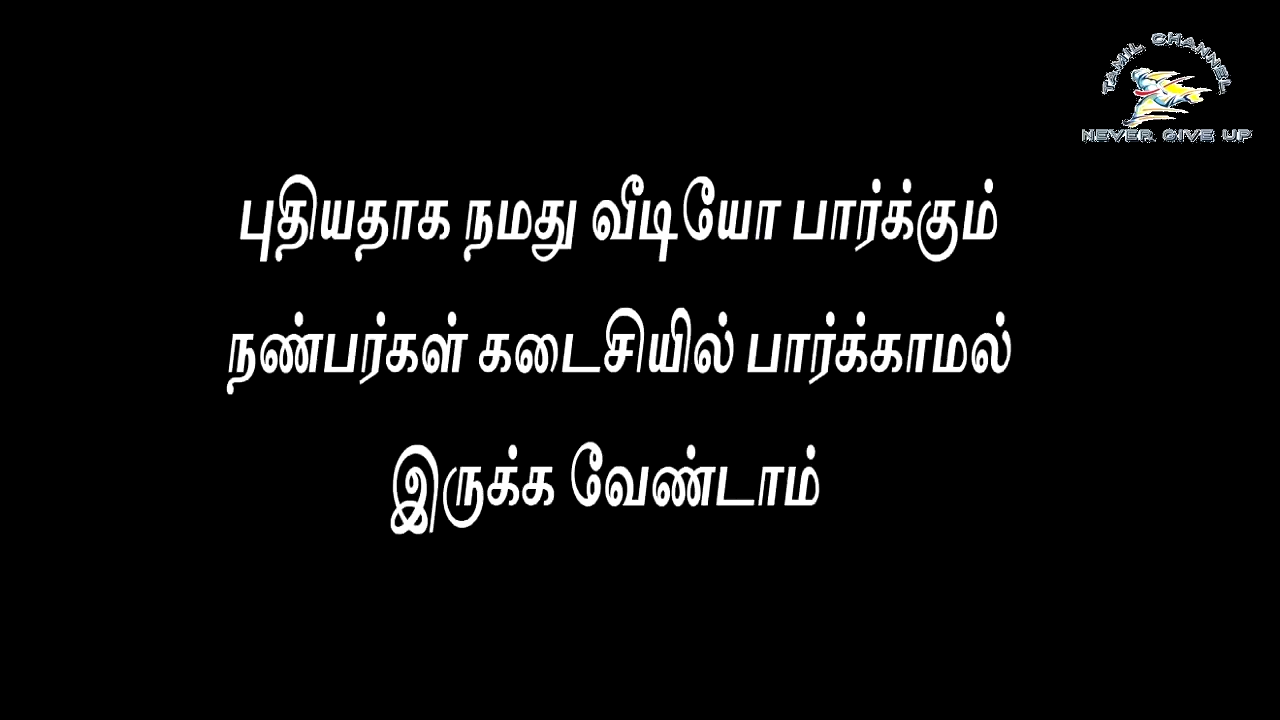 TAMIL CHANNEL
NEVER GIVE UP
புதியதாக நமது வீடியோ பார்க்கும்
நண்பர்கள் கடைசியில் பார்க்காமல்
இருக்க வேண்டாம்